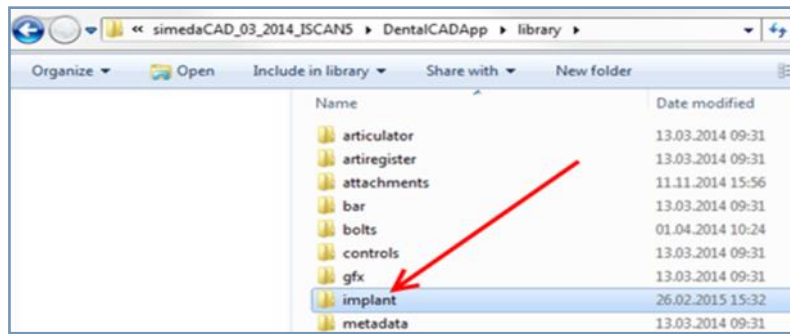 « simedaCAD_03_2014_ISCAN5 ▸ DentalCADApp ▸ library ▸
Organize ▾ Open Include in library ▾ Share with ▾ New folder
Name Date modified
articulator 13.03.2014 09:31
artiregister 13.03.2014 09:31
attachments 11.11.2014 15:56
bar 13.03.2014 09:31
bolts 01.04.2014 10:24
controls 13.03.2014 09:31
gfx 13.03.2014 09:31
implant 26.02.2015 15:32
metadata 13.03.2014 09:31